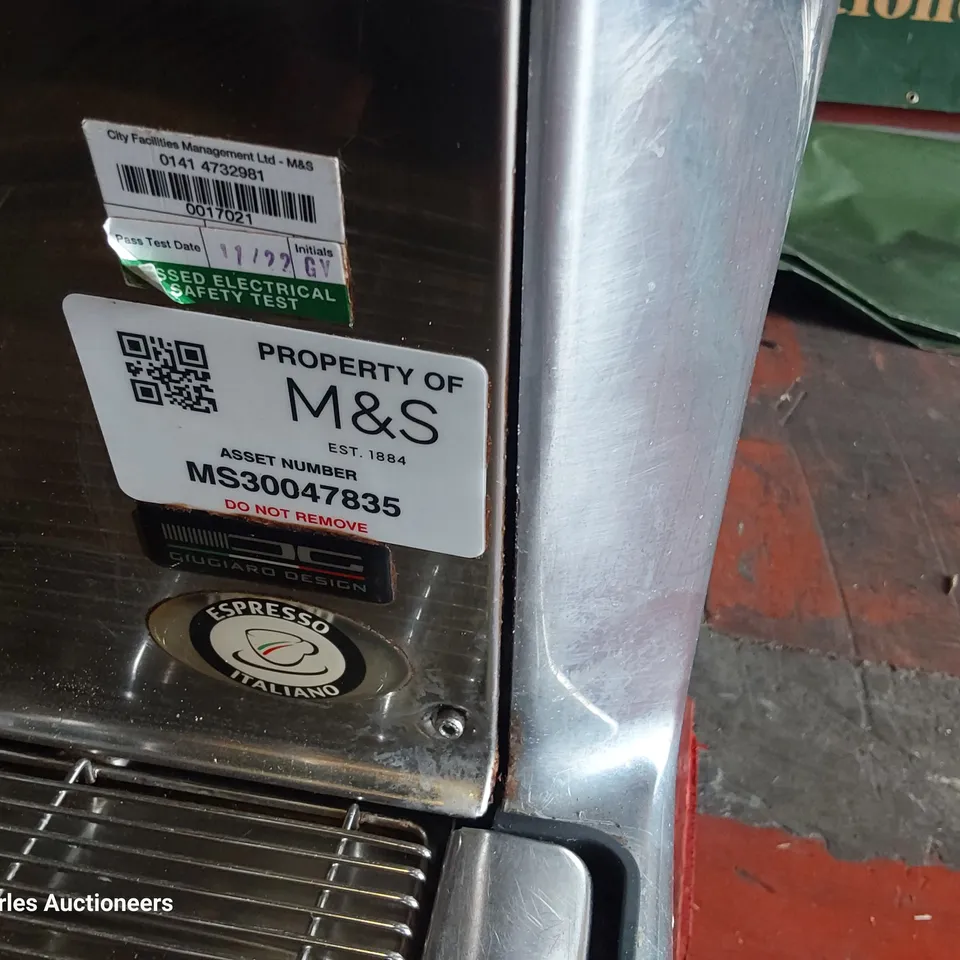 City Facilities Management Ltd - M&S
0141 4732981
0017021
Pass Test Date 11/22 Initials GV
SSED ELECTRICAL
SAFETY TEST
PROPERTY OF
M&S
EST. 1884
ASSET NUMBER
MS30047835
DO NOT REMOVE
GIUGIARO DESIGN
ESPRESSO
ITALIANO
rles Auctioneers